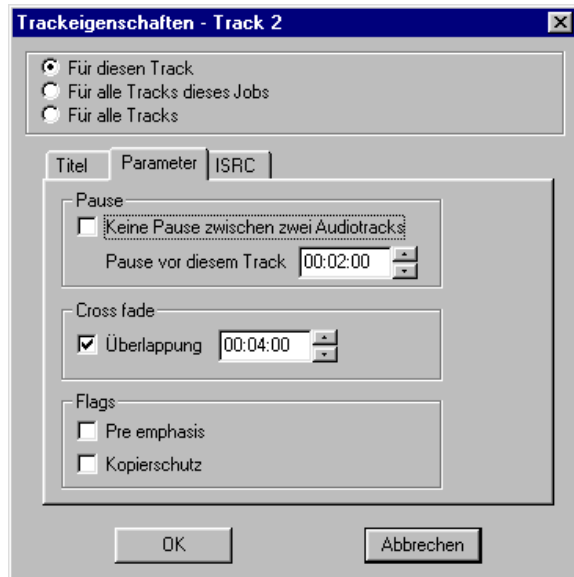 Trackeigenschaften - Track 2
Für diesen Track
Für alle Tracks dieses Jobs
Für alle Tracks
Titel Parameter ISRC
Pause
Keine Pause zwischen zwei Audiotracks
Pause vor diesem Track 00:02:00
Cross fade
Überlappung 00:04:00
Flags
Pre emphasis
Kopierschutz
OK Abbrechen